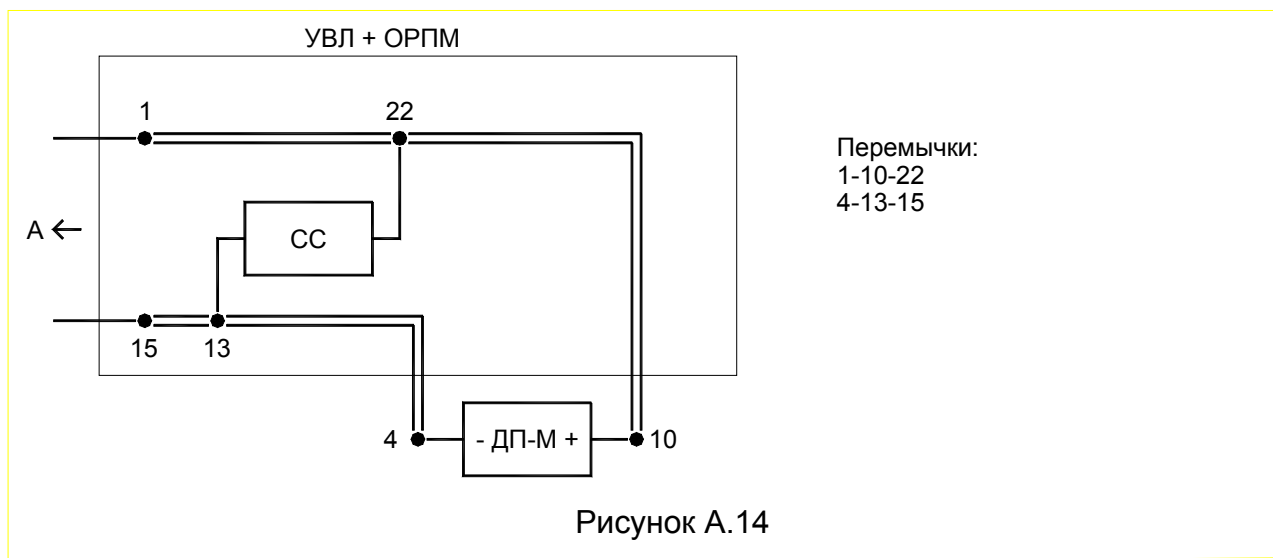 УВЛ + ОРПМ
1
22
Перемычки:
1-10-22
4-13-15
А
СС
15
13
4
- ДП-М +
10
Рисунок А.14